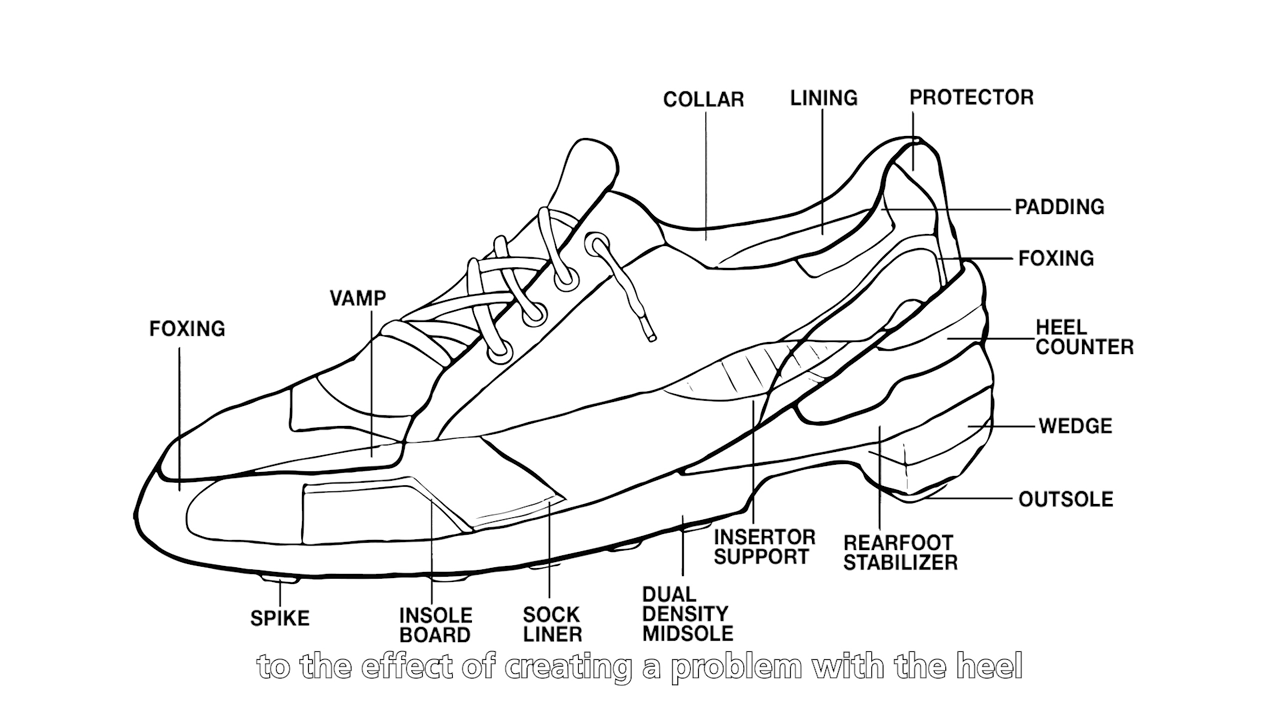 COLLAR
LINING
PROTECTOR
PADDING
FOXING
VAMP
FOXING
HEEL
COUNTER
WEDGE
OUTSOLE
INSERTOR
SUPPORT
REARFOOT
STABILIZER
DUAL
DENSITY
MIDSOLE
SPIKE
INSOLE
BOARD
SOCK
LINER
to the effect of creating a problem with the heel